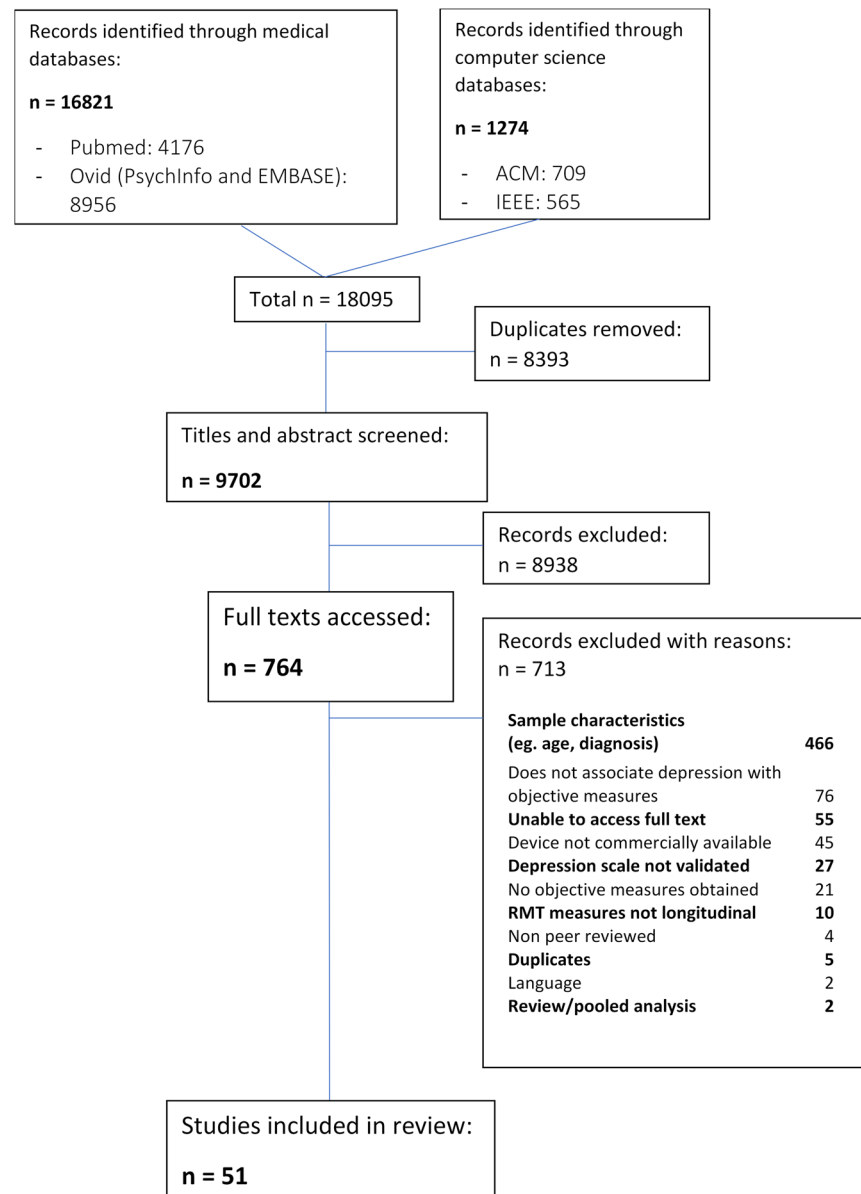 Records identified through medical
databases:
n = 16821
- Pubmed: 4176
- Ovid (PsychInfo and EMBASE):
8956
Records identified through
computer science
databases:
n = 1274
- ACM: 709
- IEEE: 565
Total n = 18095
Duplicates removed:
n = 8393
Titles and abstract screened:
n = 9702
Records excluded:
n = 8938
Full texts accessed:
n = 764
Records excluded with reasons:
n = 713
Sample characteristics
(eg. age, diagnosis) 466
Does not associate depression with
objective measures 76
Unable to access full text 55
Device not commercially available 45
Depression scale not validated 27
No objective measures obtained 21
RMT measures not longitudinal 10
Non peer reviewed 4
Duplicates 5
Language 2
Review/pooled analysis 2
Studies included in review:
n = 51